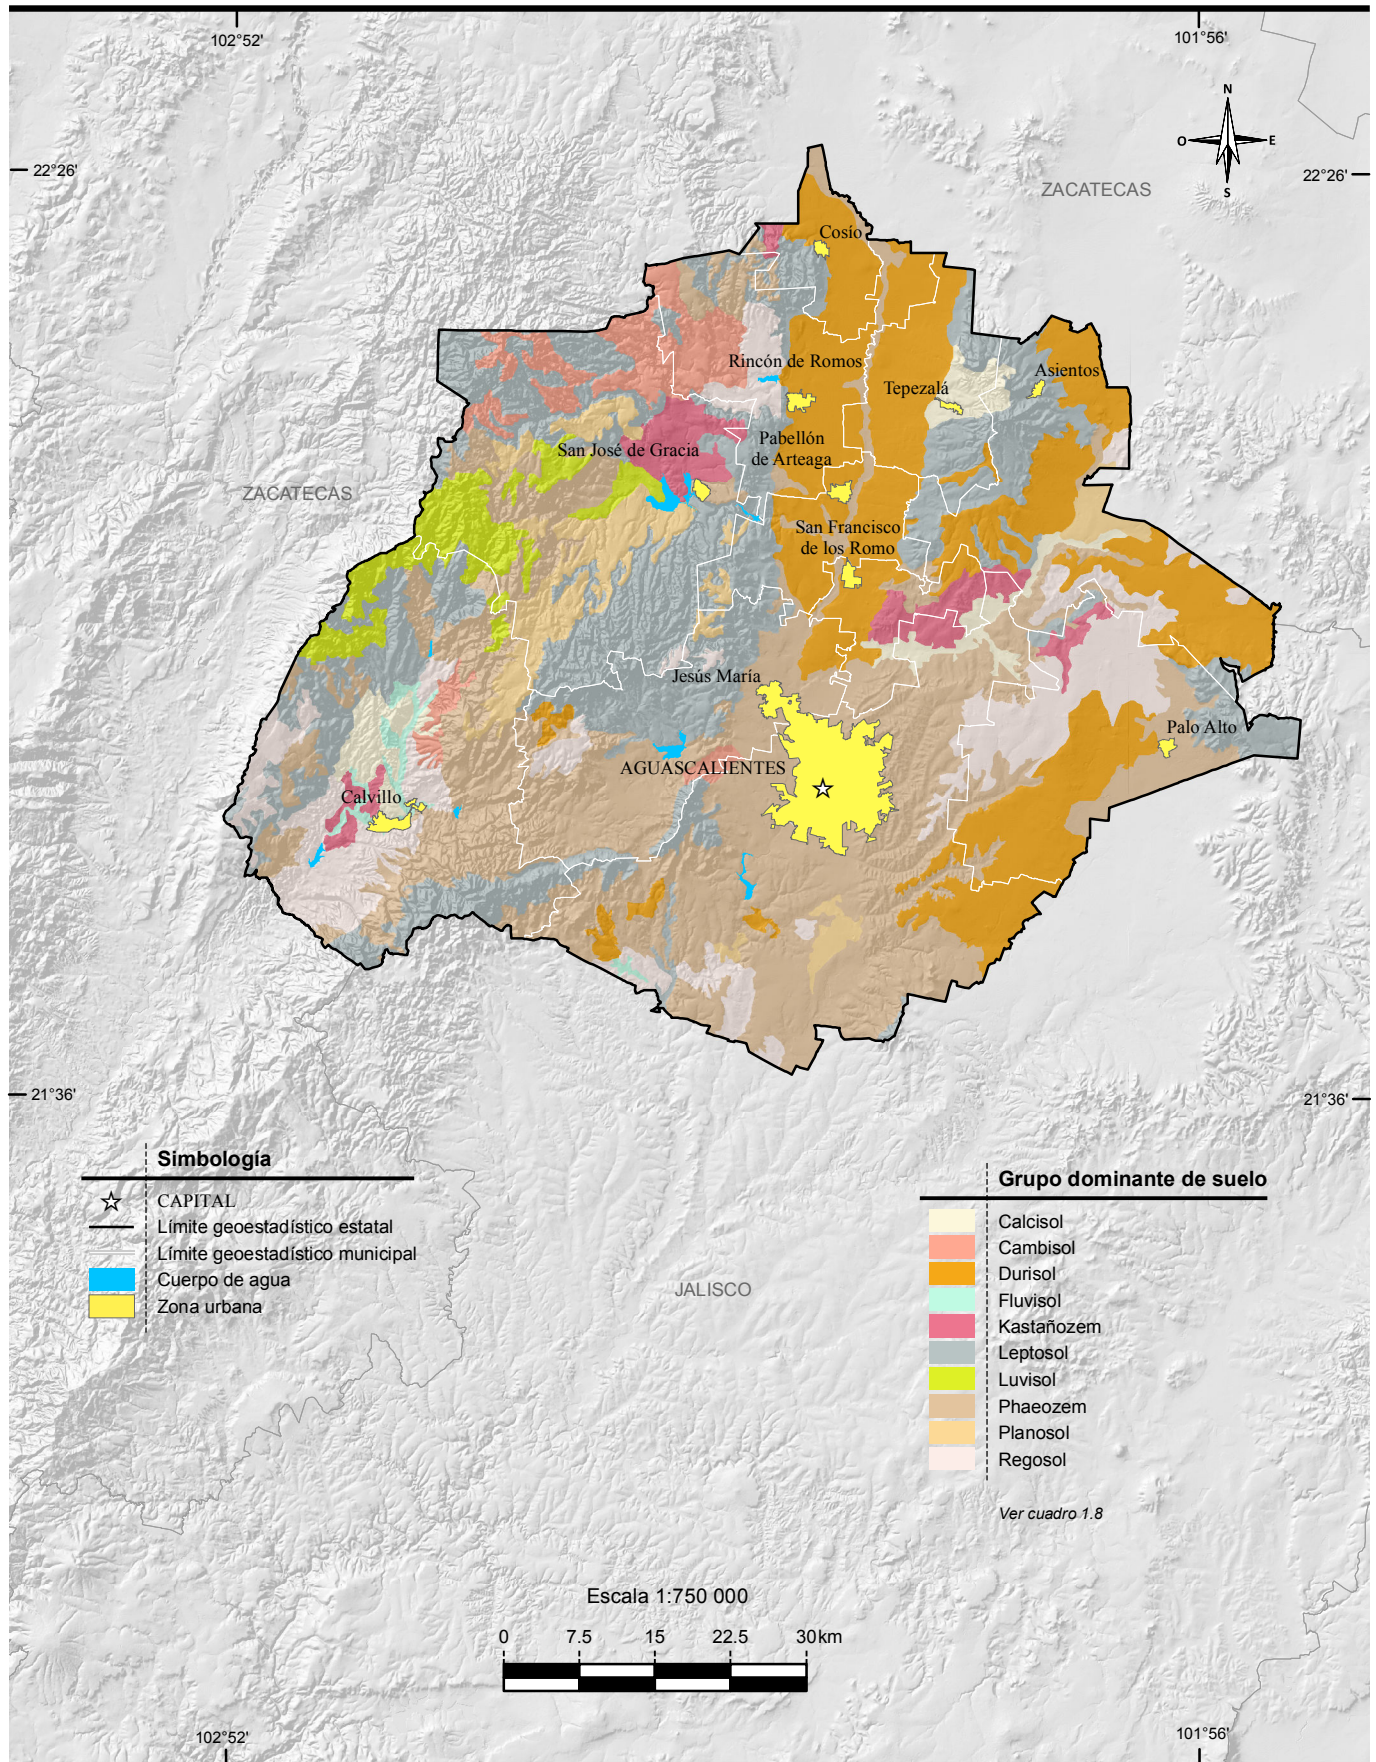 102°52'
101°56'
N
O
E
S
22°26'
22°26'
ZACATECAS
Cosío
Rincón de Romos
Tepezalá
Asientos
San José de Gracia
Pabellón
de Arteaga
ZACATECAS
San Francisco
de los Romo
Jesús María
Palo Alto
AGUASCALIENTES
Calvillo
21°36'
21°36'
Simbología
CAPITAL
Límite geoestadístico estatal
Límite geoestadístico municipal
Cuerpo de agua
Zona urbana
JALISCO
Grupo dominante de suelo
Calcisol
Cambisol
Durisol
Fluvisol
Kastañozem
Leptosol
Luvisol
Phaeozem
Planosol
Regosol
Ver cuadro 1.8
Escala 1:750 000
0 7.5 15 22.5 30 km
102°52'
101°56'